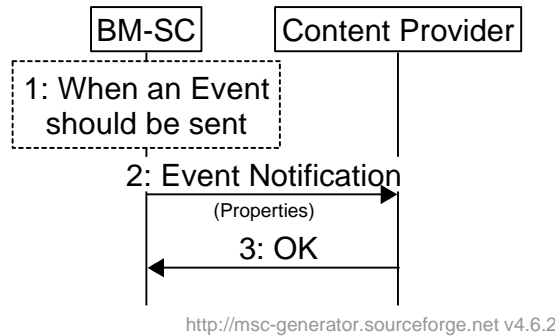 BM-SC
Content Provider
1: When an Event
should be sent
2: Event Notification
(Properties)
3: OK
http://msc-generator.sourceforge.net v4.6.2